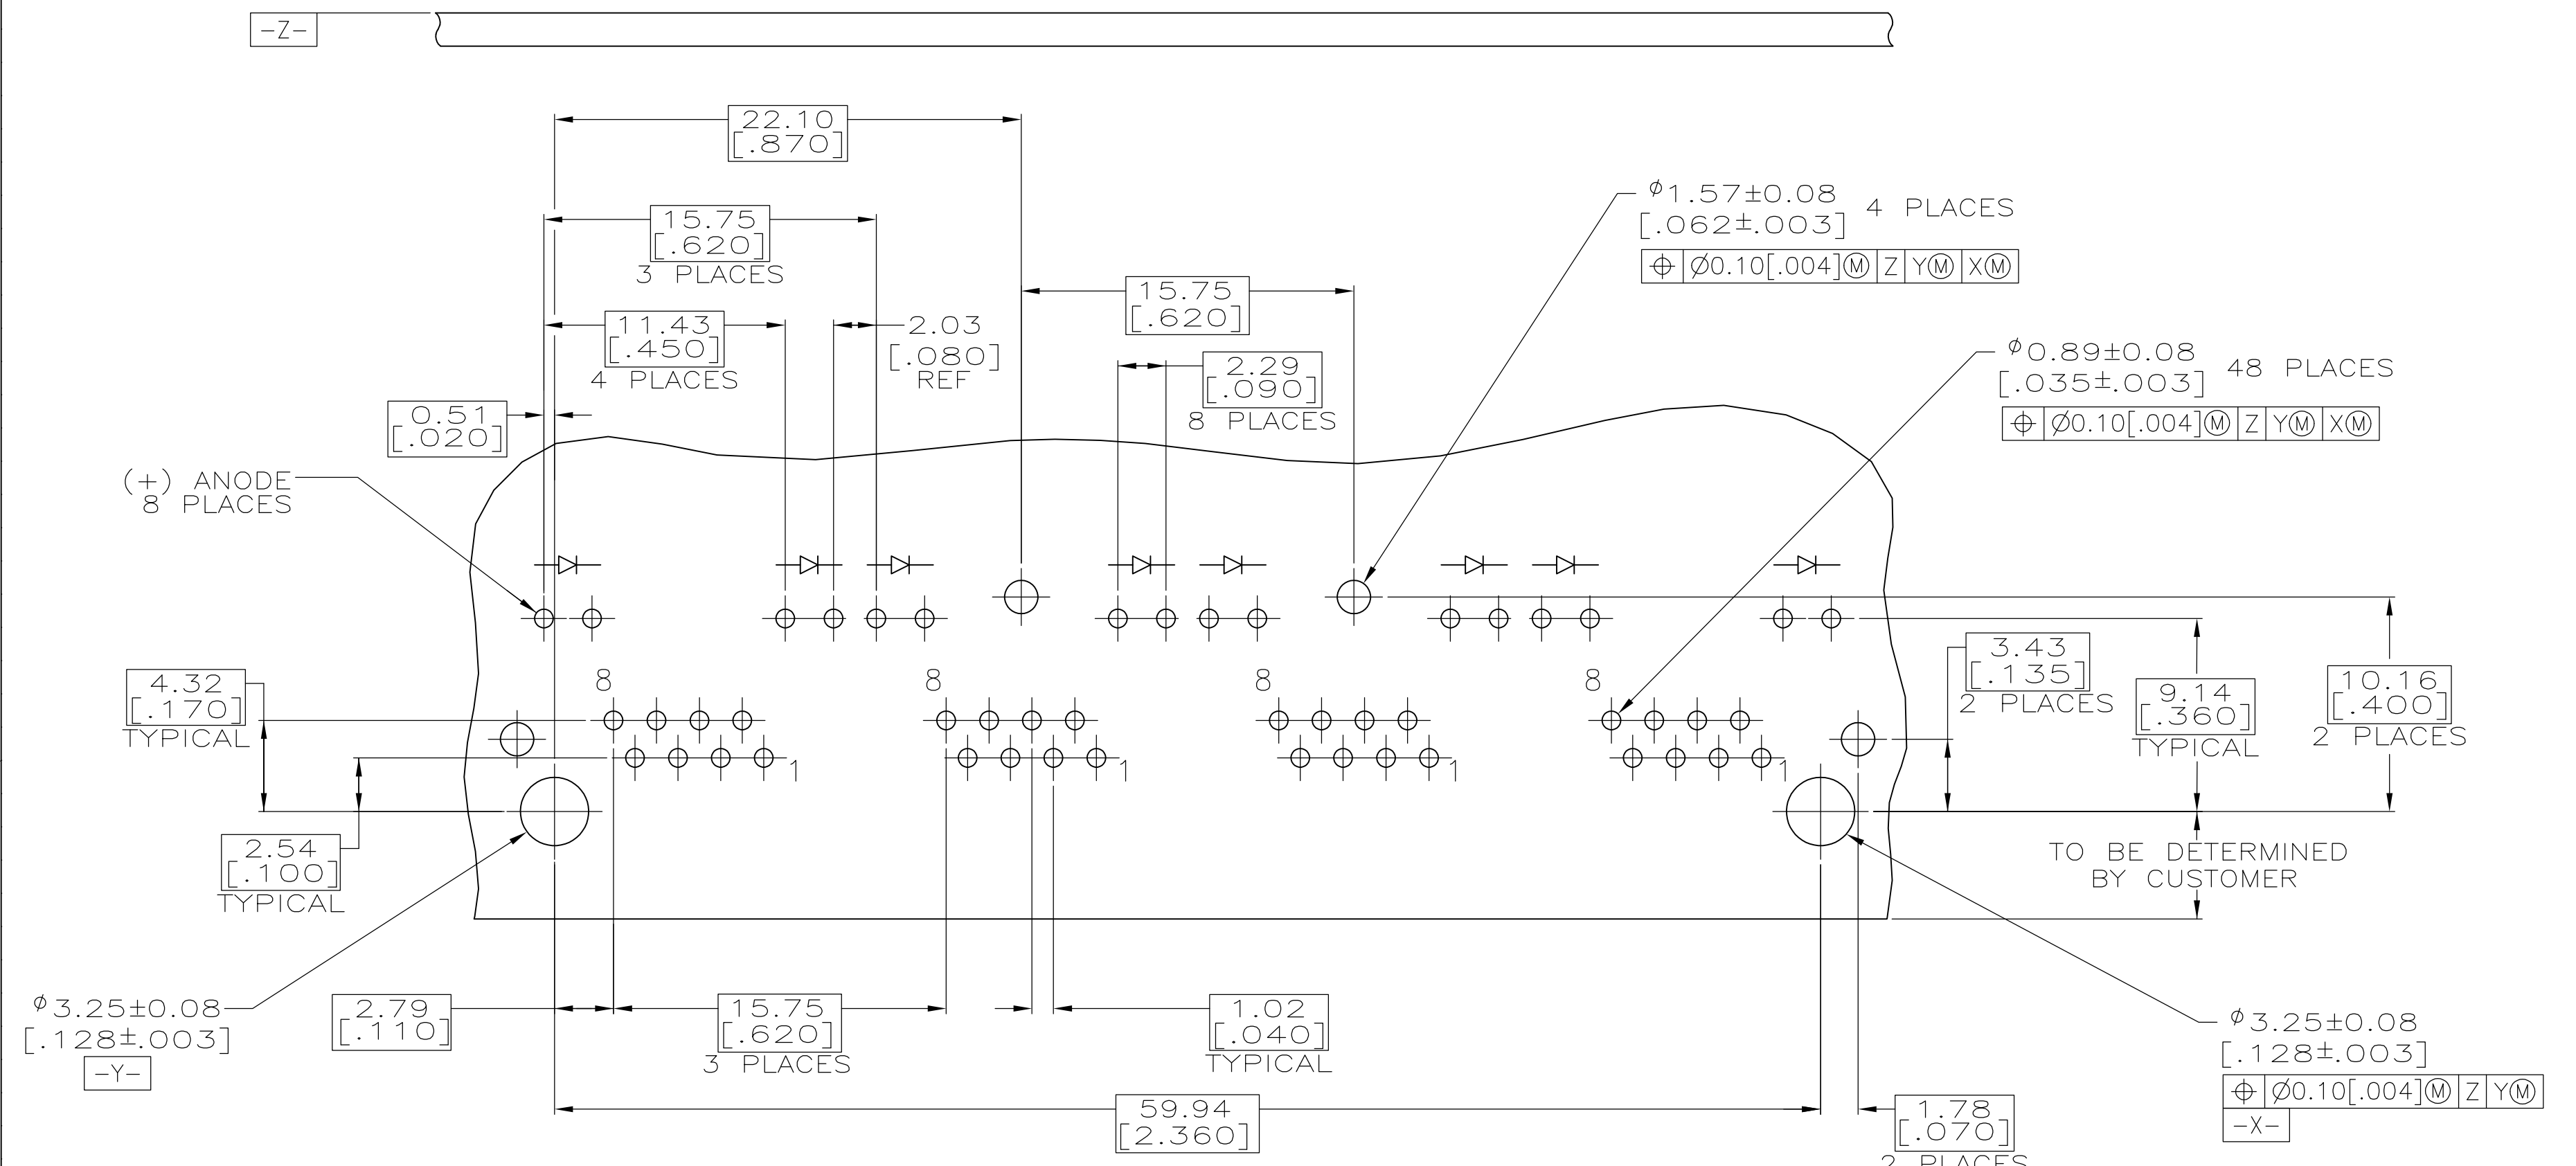 -Z-
22.10
[.870]
15.75
[.620]
3 PLACES
11.43
[.450]
4 PLACES
2.03
[.080]
REF
0.51
[.020]
15.75
[.620]
2.29
[.090]
8 PLACES
φ1.57±0.08
[.062±.003]
4 PLACES
⌖ Ø0.10[.004]Ⓜ Z YⓂ XⓂ
φ0.89±0.08
[.035±.003]
48 PLACES
⌖ Ø0.10[.004]Ⓜ Z YⓂ XⓂ
(+) ANODE
8 PLACES
4.32
[.170]
TYPICAL
2.54
[.100]
TYPICAL
8
8
8
8
1
1
1
1
3.43
[.135]
2 PLACES
9.14
[.360]
TYPICAL
10.16
[.400]
2 PLACES
TO BE DETERMINED
BY CUSTOMER
φ3.25±0.08
[.128±.003]
-Y-
2.79
[.110]
15.75
[.620]
3 PLACES
1.02
[.040]
TYPICAL
59.94
[2.360]
1.78
[.070]
2 PLACES
φ3.25±0.08
[.128±.003]
⌖ Ø0.10[.004]Ⓜ Z YⓂ
-X-